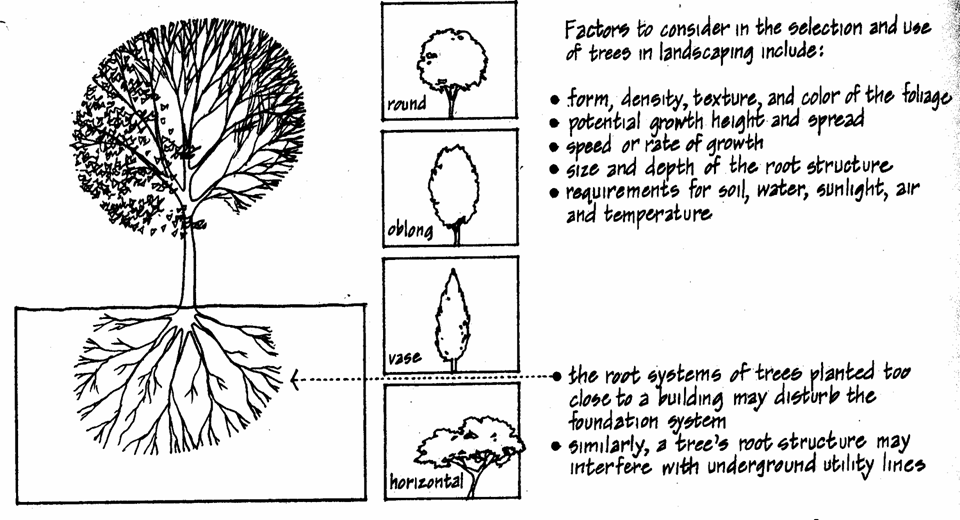 Factors to consider in the selection and use
of trees in landscaping include:
• form, density, texture, and color of the foliage
• potential growth height and spread
• speed or rate of growth
• size and depth of the root structure
• requirements for soil, water, sunlight, air
and temperature
round
oblong
vase
horizontal
• the root systems of trees planted too
close to a building may disturb the
foundation system
• similarly, a tree's root structure may
interfere with underground utility lines